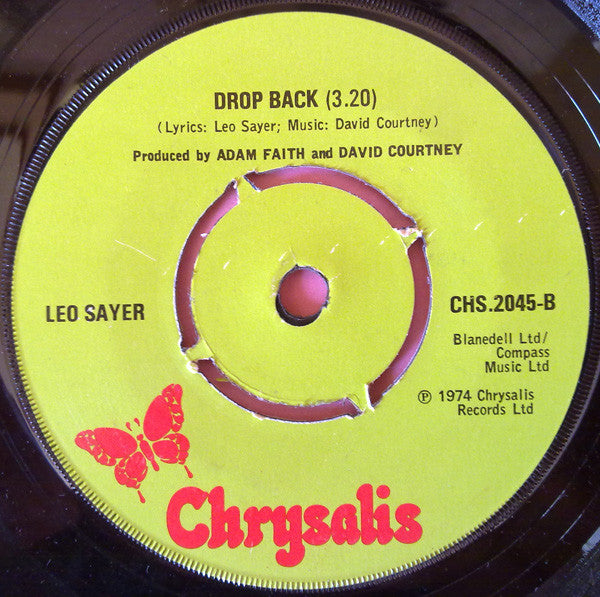 DROP BACK (3.20)
(Lyrics: Leo Sayer; Music: David Courtney)
Produced by ADAM FAITH and DAVID COURTNEY
LEO SAYER
CHS.2045-B
Blanedell Ltd/
Compass
Music Ltd
℗ 1974 Chrysalis
Records Ltd
Chrysalis